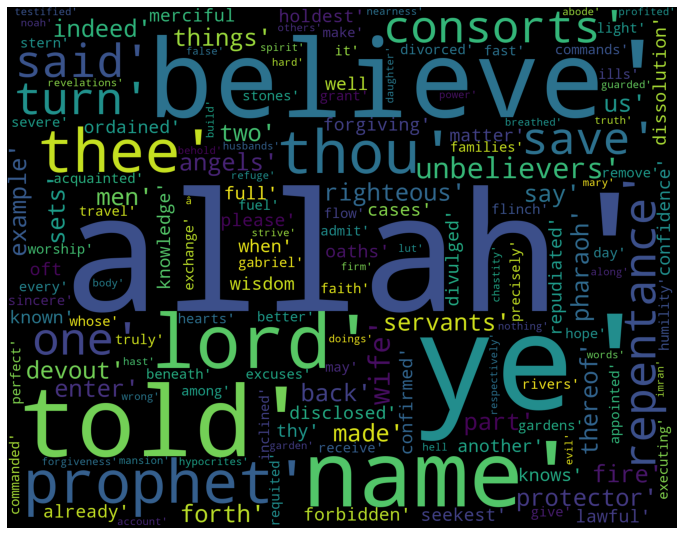 testified' others' nearness' abode' profited'
noah' indeed' merciful holdest' light' consorts'
stern' things' spirit' make' it' divorced' fast' commands'
said' believe' false' hard' daughter' ills'
revelations' stones' well us guarded'
turn' build' grant' power' breathed' truth' dissolution'
severe' ordained' two' forgiving' matter' families' behold' mary' remove'
thee' thou' save'
husbands'
acquainted' angels' unbelievers'
refuge'
example' sets' men' full' righteous' say' confidence'
travel' fuel' flow' cases' flinch' pharaoh'
worship' knowledge' exchange' please' strive' admit' divulged' chastity' precisely' repudiated' day' along'
oft when' â oaths' lut'
every' gabriel' firm'
sincere' body' wisdom faith' nothing' hope'
allah' repentance' humility'
known' whose' hearts' better' servants'
perfect' one' truly' doings' words'
devout' hast' lord' wife' ye' respectively' rivers' thereof' appointed' imran'
enter' beneath' excuses' back' may' confirmed'
wrong' among' disclosed' part' gardens'
told' inclined' thy' made' another' hell evil' executing'
forgiveness' mansion' hypocrites' garden' receive' name' knows' fire'
commanded' prophet' requited' protector'
already' forth' forbidden' seekest' give' lawful'
account'